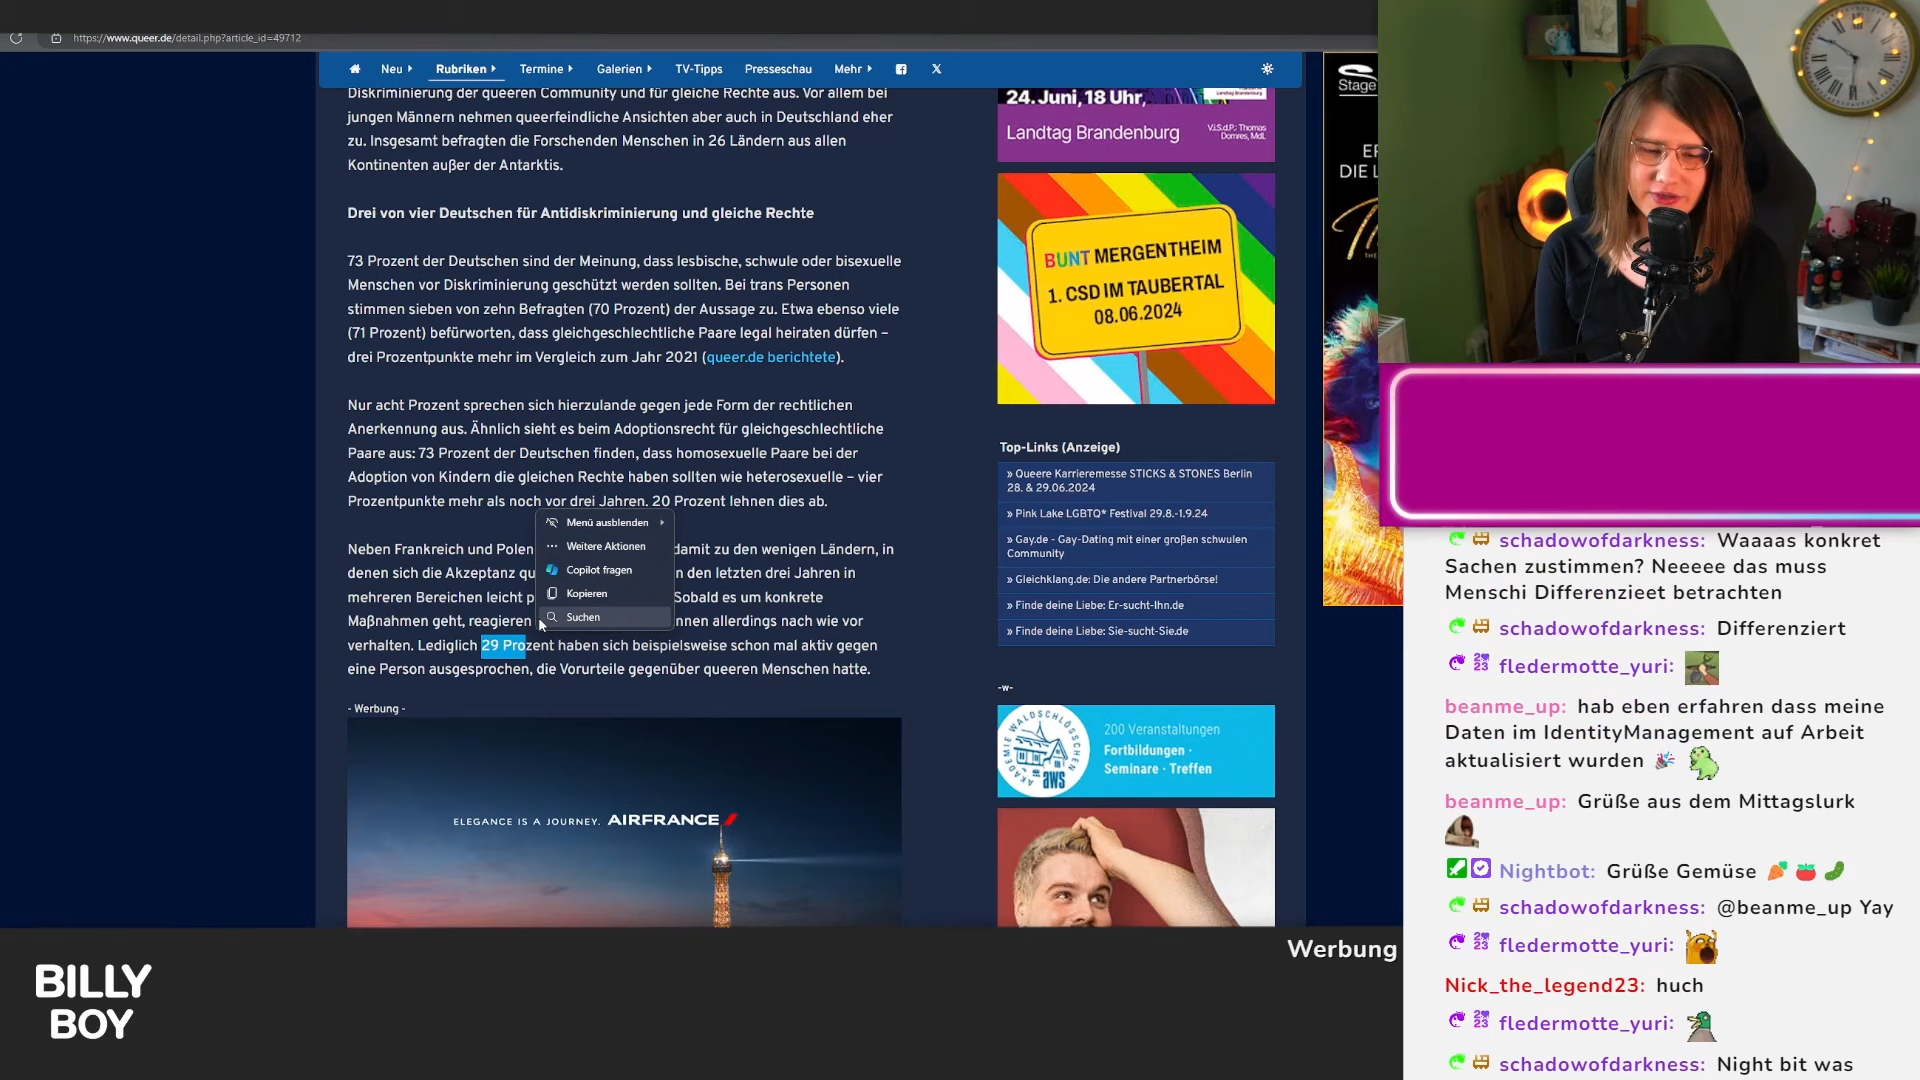 https://www.queer.de/detail.php?article_id=49712
Neu
Rubriken
Termine
Galerien
TV-Tipps
Presseschau
Mehr
Diskriminierung der queeren Community und für gleiche Rechte aus. Vor allem bei
jungen Männern nehmen queerfeindliche Ansichten aber auch in Deutschland eher
zu. Insgesamt befragten die Forschenden Menschen in 26 Ländern aus allen
Kontinenten außer der Antarktis.
Drei von vier Deutschen für Antidiskriminierung und gleiche Rechte
73 Prozent der Deutschen sind der Meinung, dass lesbische, schwule oder bisexuelle
Menschen vor Diskriminierung geschützt werden sollten. Bei trans Personen
stimmen sieben von zehn Befragten (70 Prozent) der Aussage zu. Etwa ebenso viele
(71 Prozent) befürworten, dass gleichgeschlechtliche Paare legal heiraten dürfen –
drei Prozentpunkte mehr im Vergleich zum Jahr 2021 (queer.de berichtete).
Nur acht Prozent sprechen sich hierzulande gegen jede Form der rechtlichen
Anerkennung aus. Ähnlich sieht es beim Adoptionsrecht für gleichgeschlechtliche
Paare aus: 73 Prozent der Deutschen finden, dass homosexuelle Paare bei der
Adoption von Kindern die gleichen Rechte haben sollten wie heterosexuelle – vier
Prozentpunkte mehr als noch vor drei Jahren. 20 Prozent lehnen dies ab.
Neben Frankreich und Polen damit zu den wenigen Ländern, in
denen sich die Akzeptanz qu n den letzten drei Jahren in
mehreren Bereichen leicht p Sobald es um konkrete
Maßnahmen geht, reagieren nnen allerdings nach wie vor
verhalten. Lediglich 29 Prozent haben sich beispielsweise schon mal aktiv gegen
eine Person ausgesprochen, die Vorurteile gegenüber queeren Menschen hatte.
Menü ausblenden
Weitere Aktionen
Copilot fragen
Kopieren
Suchen
- Werbung -
ELEGANCE IS A JOURNEY. AIRFRANCE
24. Juni, 18 Uhr,
Landtag Brandenburg
V.i.S.d.P.: Thomas
Domres, MdL
BUNT MERGENTHEIM
1. CSD IM TAUBERTAL
08.06.2024
Top-Links (Anzeige)
» Queere Karrieremesse STICKS & STONES Berlin
28. & 29.06.2024
» Pink Lake LGBTQ* Festival 29.8.-1.9.24
» Gay.de - Gay-Dating mit einer großen schwulen
Community
» Gleichklang.de: Die andere Partnerbörse!
» Finde deine Liebe: Er-sucht-Ihn.de
» Finde deine Liebe: Sie-sucht-Sie.de
-w-
AKADEMIE WALDSCHLÖSSCHEN
aws
200 Veranstaltungen
Fortbildungen ·
Seminare · Treffen
Stage
DIE L
schadowofdarkness: Waaaas konkret
Sachen zustimmen? Neeeee das muss
Menschi Differenzieet betrachten
schadowofdarkness: Differenziert
fledermotte_yuri:
beanme_up: hab eben erfahren dass meine
Daten im IdentityManagement auf Arbeit
aktualisiert wurden 🎉
beanme_up: Grüße aus dem Mittagslurk
Nightbot: Grüße Gemüse 🥕 🍅 🥒
schadowofdarkness: @beanme_up Yay
fledermotte_yuri:
Nick_the_legend23: huch
fledermotte_yuri:
schadowofdarkness: Night bit was
Werbung
BILLY
BOY